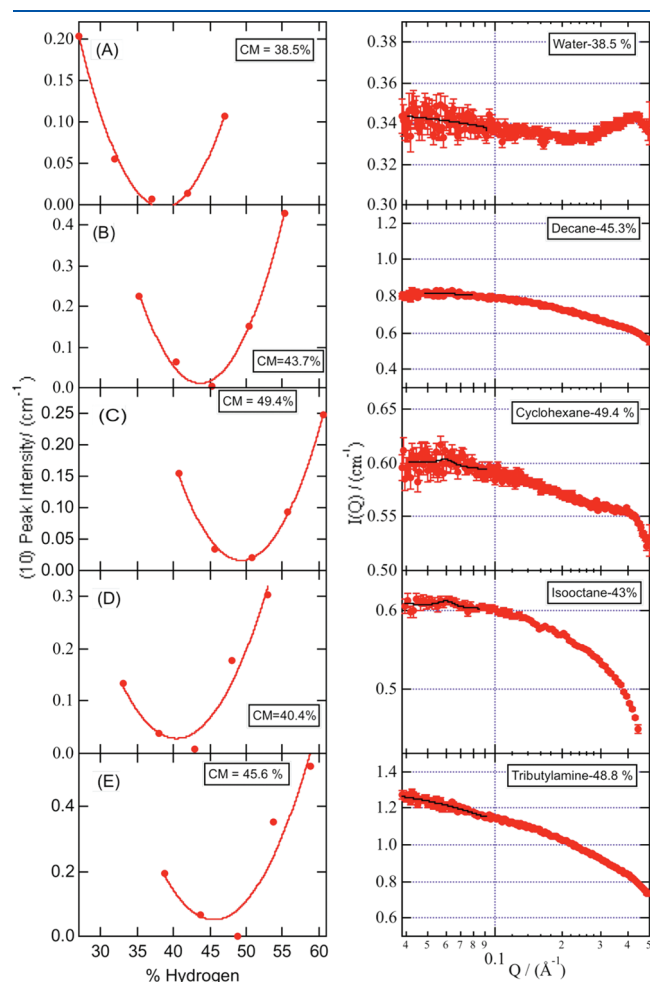 (10) Peak Intensity/ (cm-1)
0.20
0.15
0.10
0.05
0.00
(A)
CM = 38.5%
0.4
0.3
0.2
0.1
0.0
(B)
CM=43.7%
0.25
0.20
0.15
0.10
0.05
0.00
(C)
CM = 49.4%
0.3
0.2
0.1
0.0
(D)
CM=40.4%
0.4
0.2
0.0
(E)
CM = 45.6 %
30 35 40 45 50 55 60
% Hydrogen
I(Q) / (cm-1)
0.38
0.36
0.34
0.32
0.30
Water-38.5 %
1.2
1.0
0.8
0.6
0.4
Decane-45.3%
0.65
0.60
0.55
0.50
Cyclohexane-49.4 %
0.6
0.5
Isooctane-43%
1.4
1.2
1.0
0.8
0.6
Tributylamine-48.8 %
4 5 6 7 8 9 2 3 4 5
0.1
Q / (Å-1)